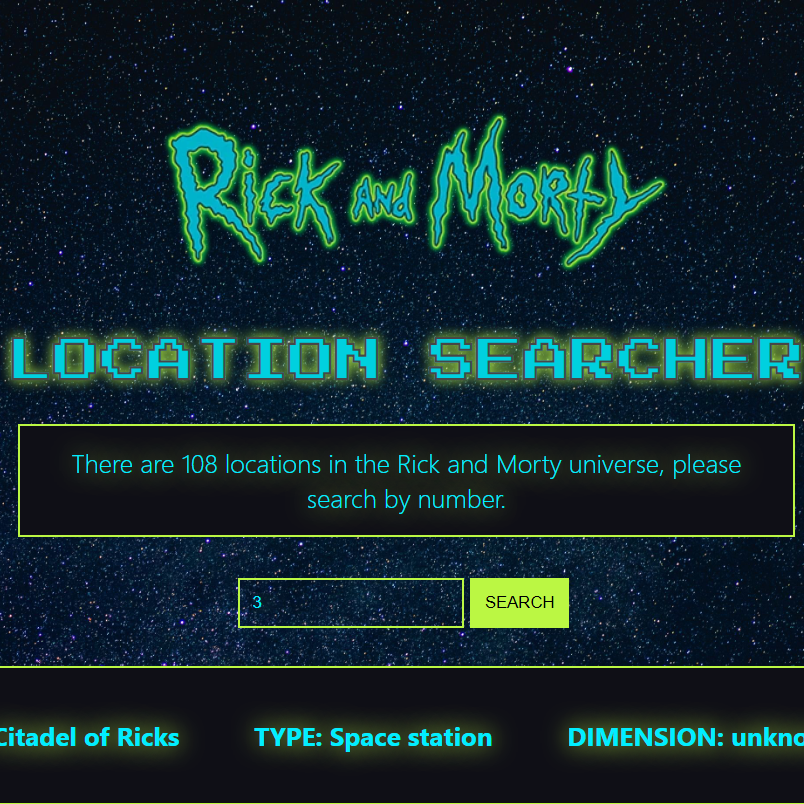 Rick And Morty
LOCATION SEARCHER
There are 108 locations in the Rick and Morty universe, please
search by number.
3 SEARCH
Citadel of Ricks TYPE: Space station DIMENSION: unkno